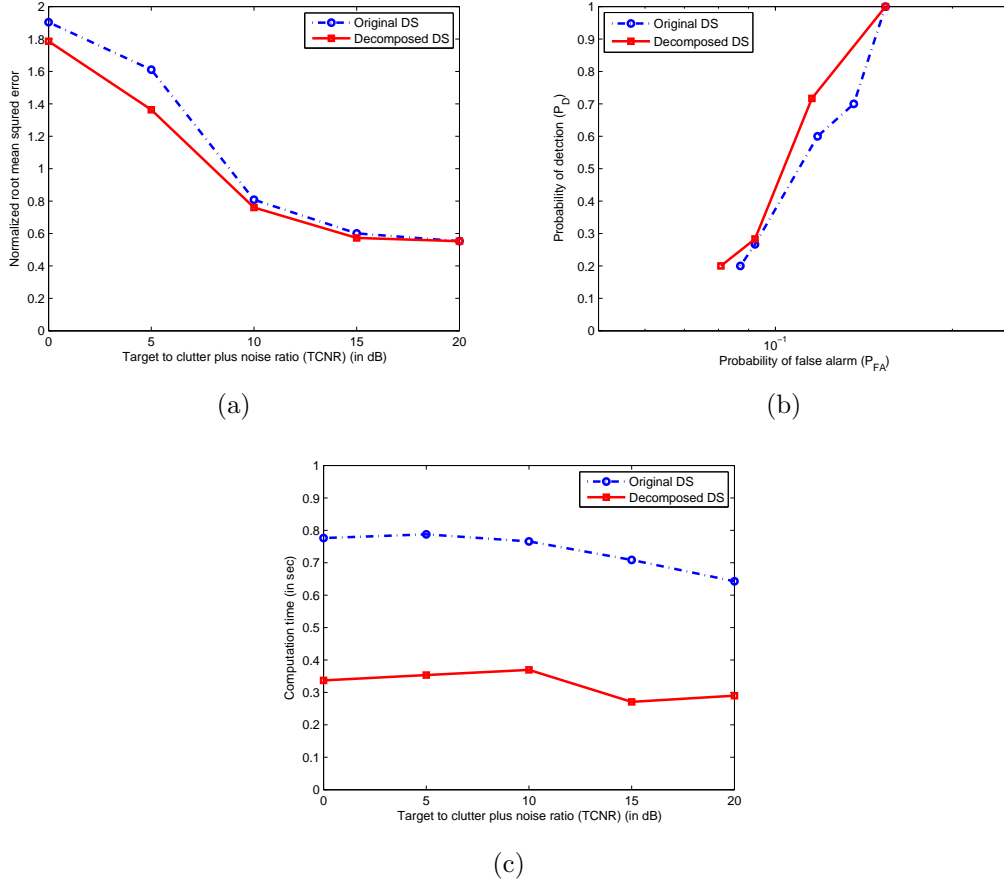 2
1.8
1.6
1.4
1.2
1
0.8
0.6
0.4
0.2
0
0 5 10 15 20
Normalized root mean squred error
Target to clutter plus noise ratio (TCNR) (in dB)
Original DS
Decomposed DS
(a)
1
0.9
0.8
0.7
0.6
0.5
0.4
0.3
0.2
0.1
0
10⁻¹
Probability of detction (P_D)
Probability of false alarm (P_FA)
Original DS
Decomposed DS
(b)
1
0.9
0.8
0.7
0.6
0.5
0.4
0.3
0.2
0.1
0
0 5 10 15 20
Computation time (in sec)
Target to clutter plus noise ratio (TCNR) (in dB)
Original DS
Decomposed DS
(c)